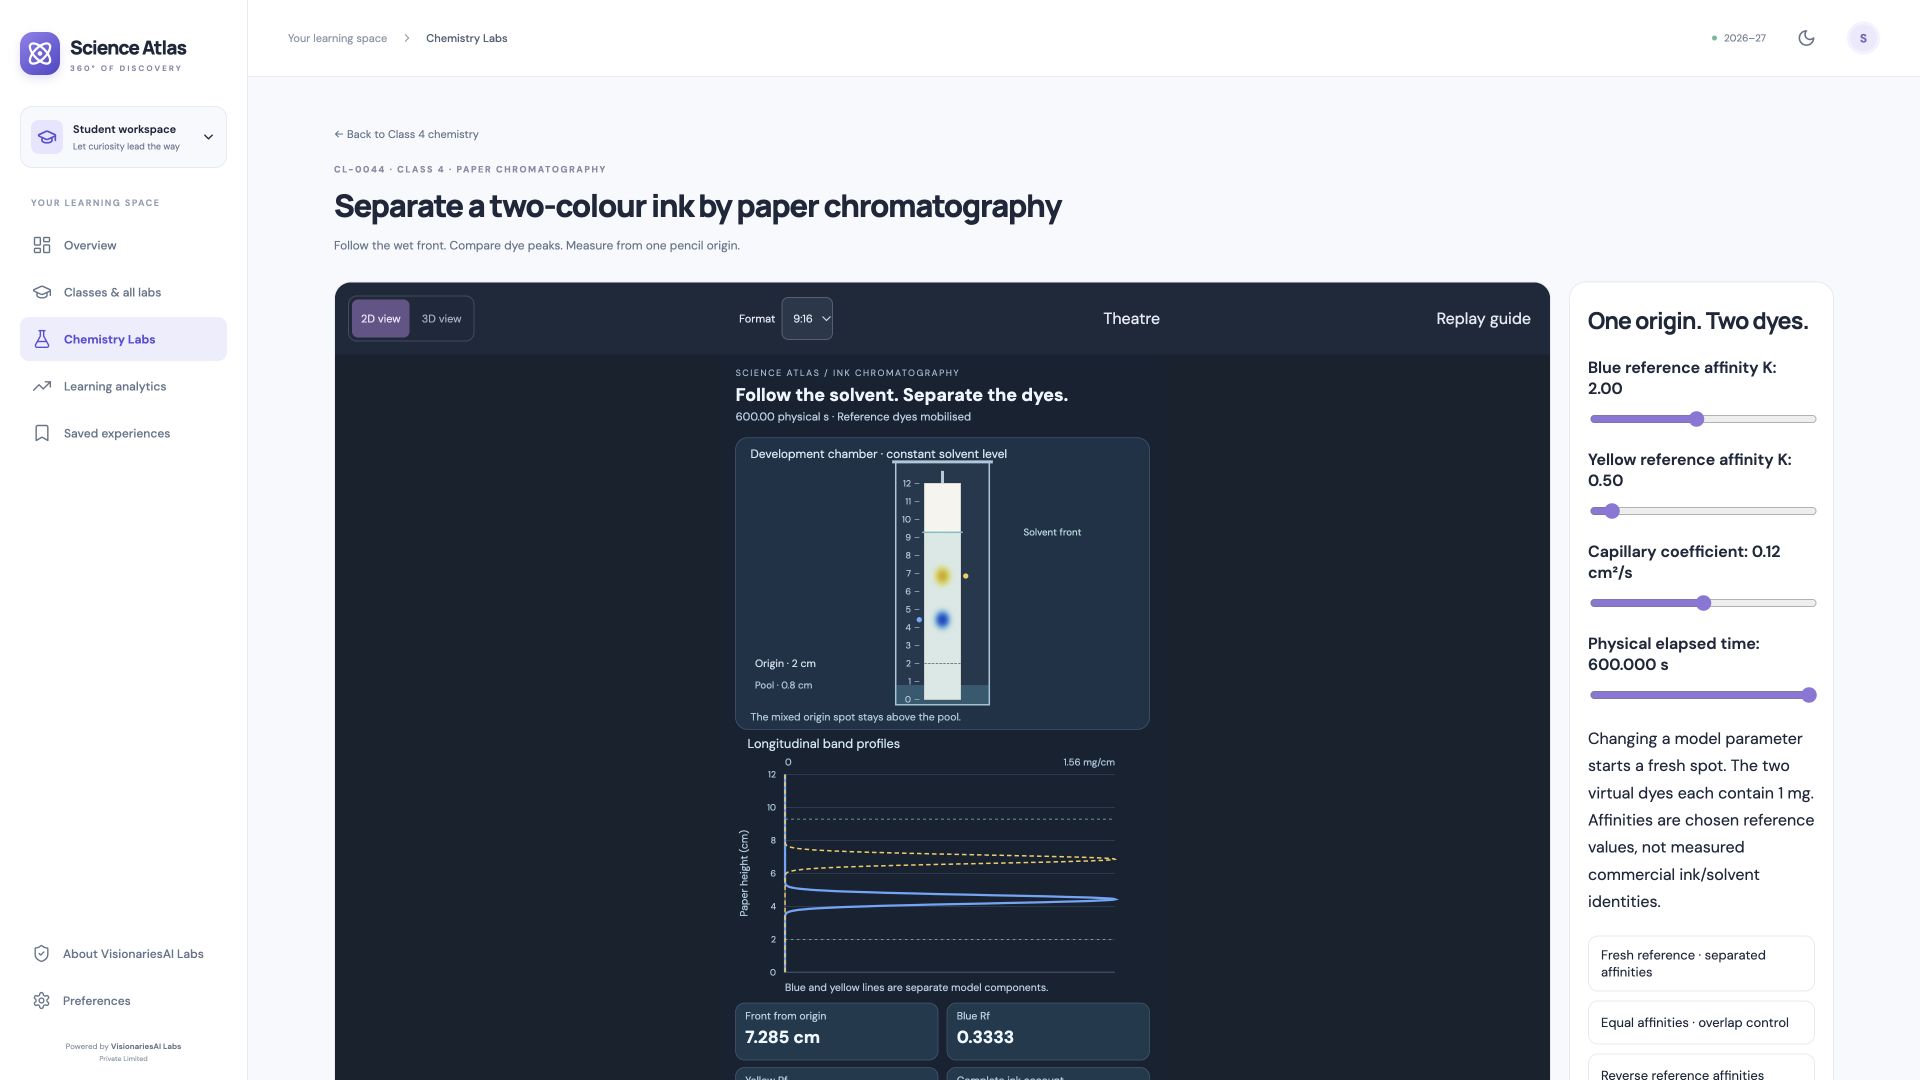 Science Atlas
360° OF DISCOVERY
Student workspace
Let curiosity lead the way
YOUR LEARNING SPACE
Overview
Classes & all labs
Chemistry Labs
Learning analytics
Saved experiences
About VisionariesAI Labs
Preferences
Powered by VisionariesAI Labs
Private Limited
Your learning space
Chemistry Labs
2026–27
S
← Back to Class 4 chemistry
CL-0044 · CLASS 4 · PAPER CHROMATOGRAPHY
Separate a two-colour ink by paper chromatography
Follow the wet front. Compare dye peaks. Measure from one pencil origin.
2D view
3D view
Format
9:16
Theatre
Replay guide
SCIENCE ATLAS / INK CHROMATOGRAPHY
Follow the solvent. Separate the dyes.
600.00 physical s · Reference dyes mobilised
Development chamber · constant solvent level
12
11
10
9
8
7
6
5
4
3
2
1
0
Solvent front
Origin · 2 cm
Pool · 0.8 cm
The mixed origin spot stays above the pool.
Longitudinal band profiles
0
1.56 mg/cm
12
10
8
6
4
2
0
Paper height (cm)
Blue and yellow lines are separate model components.
Front from origin
7.285 cm
Blue Rf
0.3333
Yellow Rf
Complete ink account
One origin. Two dyes.
Blue reference affinity K:
2.00
Yellow reference affinity K:
0.50
Capillary coefficient: 0.12
cm²/s
Physical elapsed time:
600.000 s
Changing a model parameter
starts a fresh spot. The two
virtual dyes each contain 1 mg.
Affinities are chosen reference
values, not measured
commercial ink/solvent
identities.
Fresh reference · separated
affinities
Equal affinities · overlap control
Reverse reference affinities